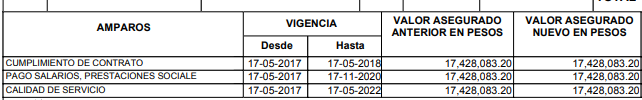 AMPAROS VIGENCIA VALOR ASEGURADO ANTERIOR EN PESOS VALOR ASEGURADO NUEVO EN PESOS
Desde Hasta
CUMPLIMIENTO DE CONTRATO 17-05-2017 17-05-2018 17,428,083.20 17,428,083.20
PAGO SALARIOS, PRESTACIONES SOCIALE 17-05-2017 17-11-2020 17,428,083.20 17,428,083.20
CALIDAD DE SERVICIO 17-05-2017 17-05-2022 17,428,083.20 17,428,083.20